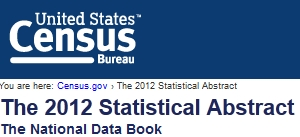 United States™
Census
Bureau
You are here: Census.gov › The 2012 Statistical Abstract
The 2012 Statistical Abstract
The National Data Book